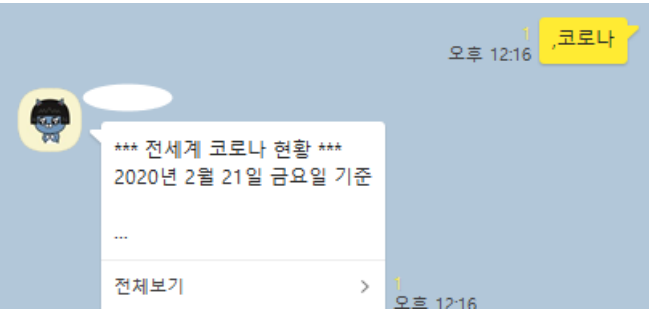 1
오후 12:16
,코로나
*** 전세계 코로나 현황 ***
2020년 2월 21일 금요일 기준
...
전체보기
1
오후 12:16